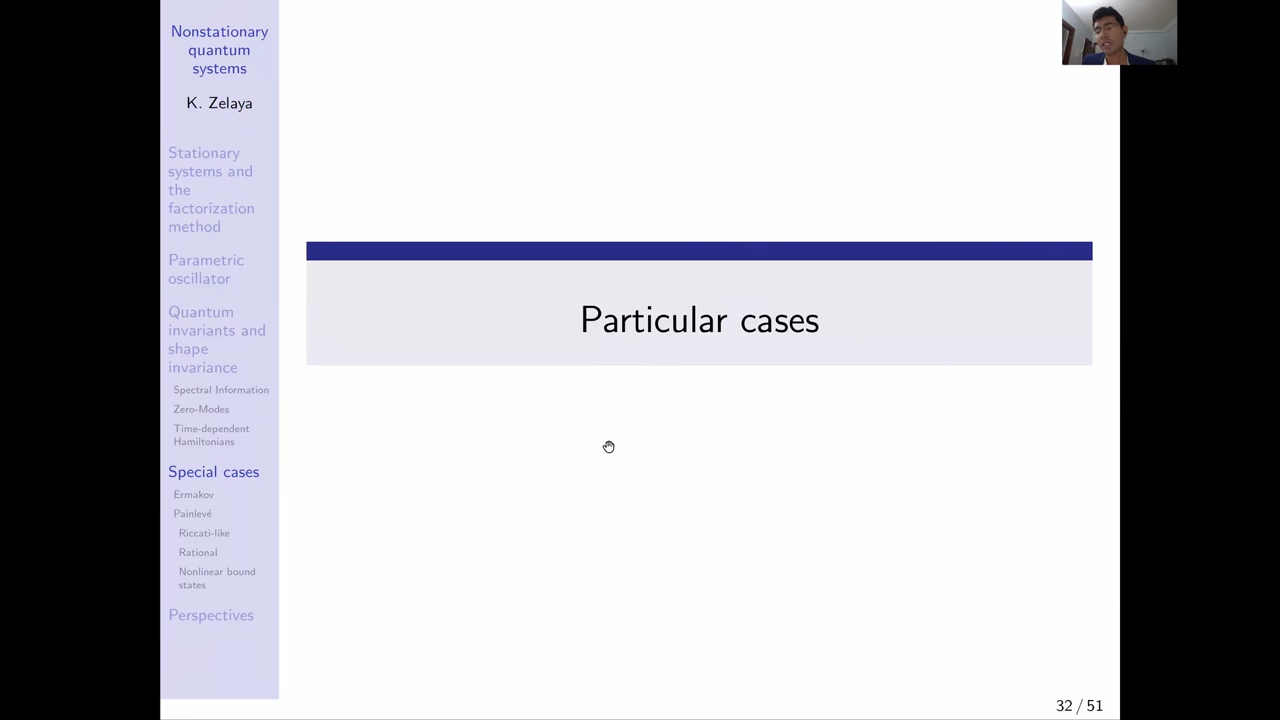 Nonstationary
quantum
systems
K. Zelaya
Stationary
systems and
the
factorization
method
Parametric
oscillator
Quantum
invariants and
shape
invariance
Spectral Information
Zero-Modes
Time-dependent
Hamiltonians
Special cases
Ermakov
Painlevé
Riccati-like
Rational
Nonlinear bound
states
Perspectives
Particular cases
32 / 51